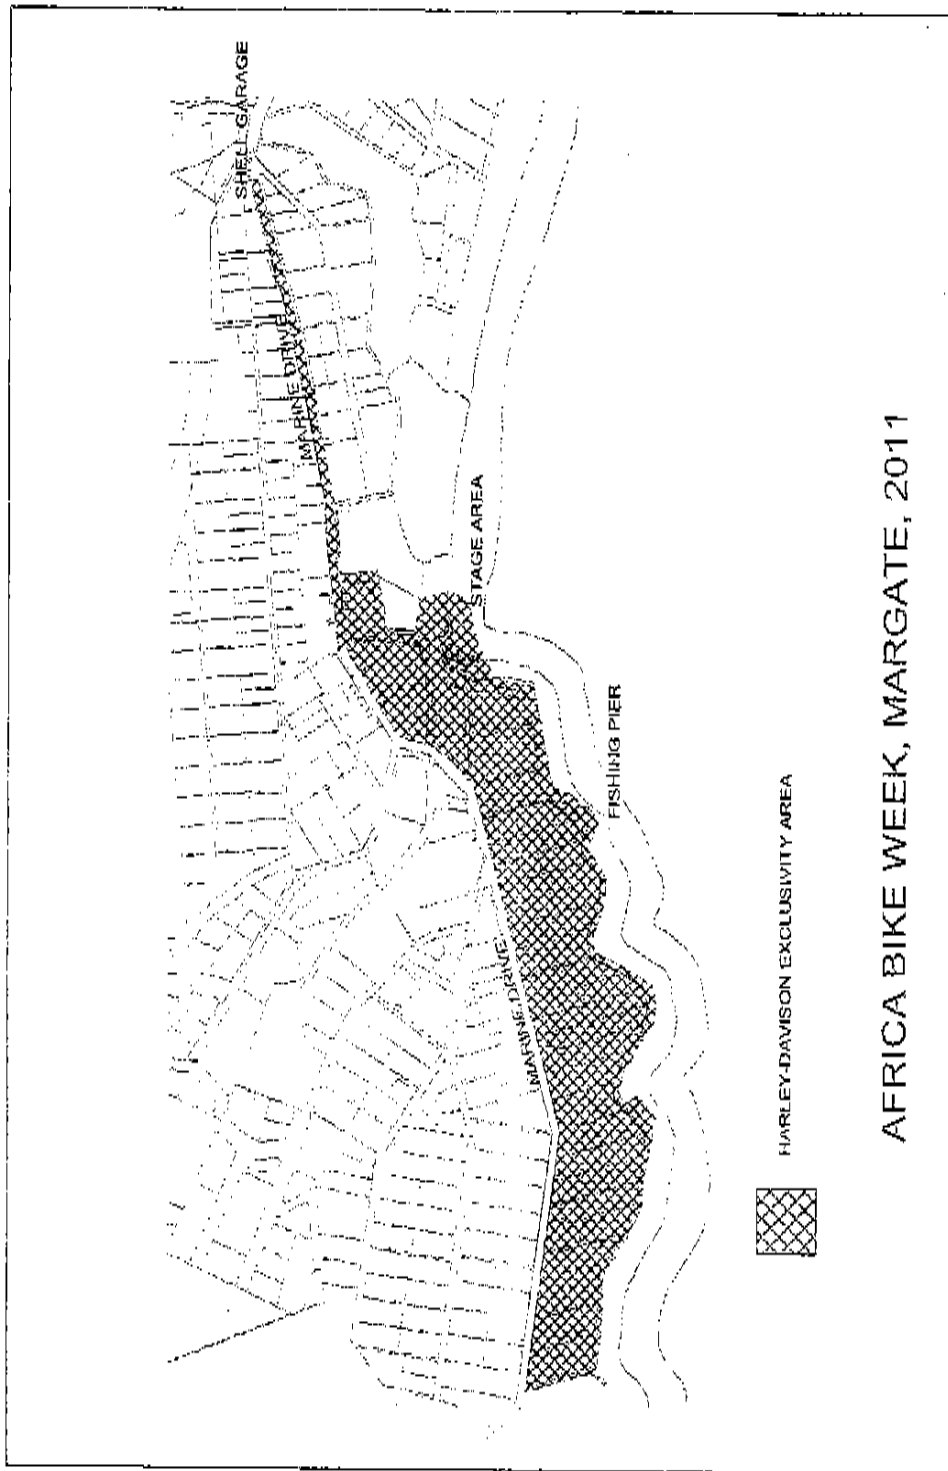 SHELL GARAGE
MARINE DRIVE
STAGE AREA
FISHING PIER
MARINE DRIVE
HARLEY-DAVISON EXCLUSIVITY AREA
AFRICA BIKE WEEK, MARGATE, 2011